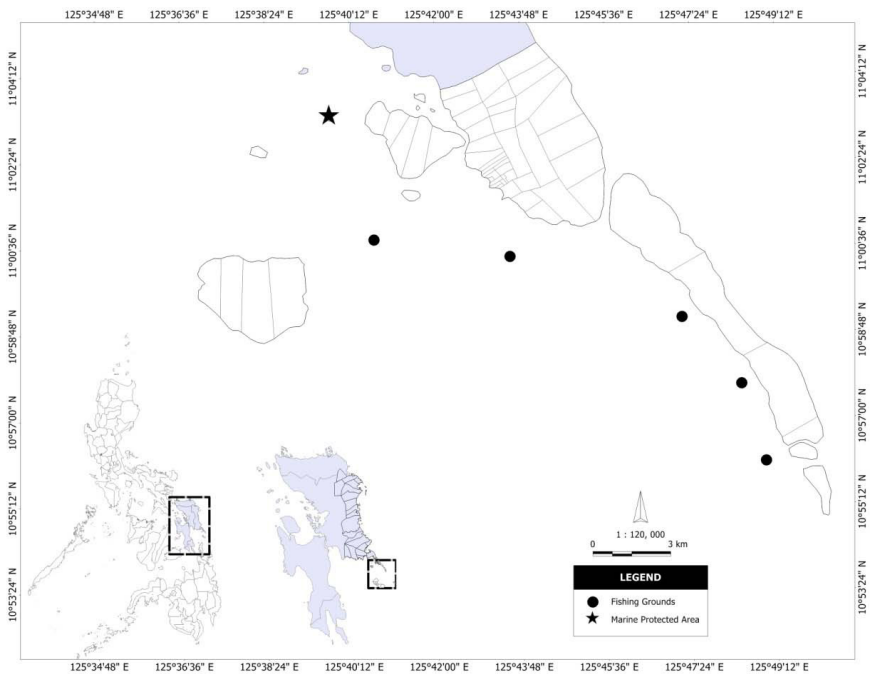 125°34'48" E 125°36'36" E 125°38'24" E 125°40'12" E 125°42'00" E 125°43'48" E 125°45'36" E 125°47'24" E 125°49'12" E
11°04'12" N
11°02'24" N
11°00'36" N
10°58'48" N
10°57'00" N
10°55'12" N
10°53'24" N
11°04'12" N
11°02'24" N
11°00'36" N
10°58'48" N
10°57'00" N
10°55'12" N
10°53'24" N
1 : 120, 000
0 3 km
LEGEND
Fishing Grounds
Marine Protected Area
125°34'48" E 125°36'36" E 125°38'24" E 125°40'12" E 125°42'00" E 125°43'48" E 125°45'36" E 125°47'24" E 125°49'12" E